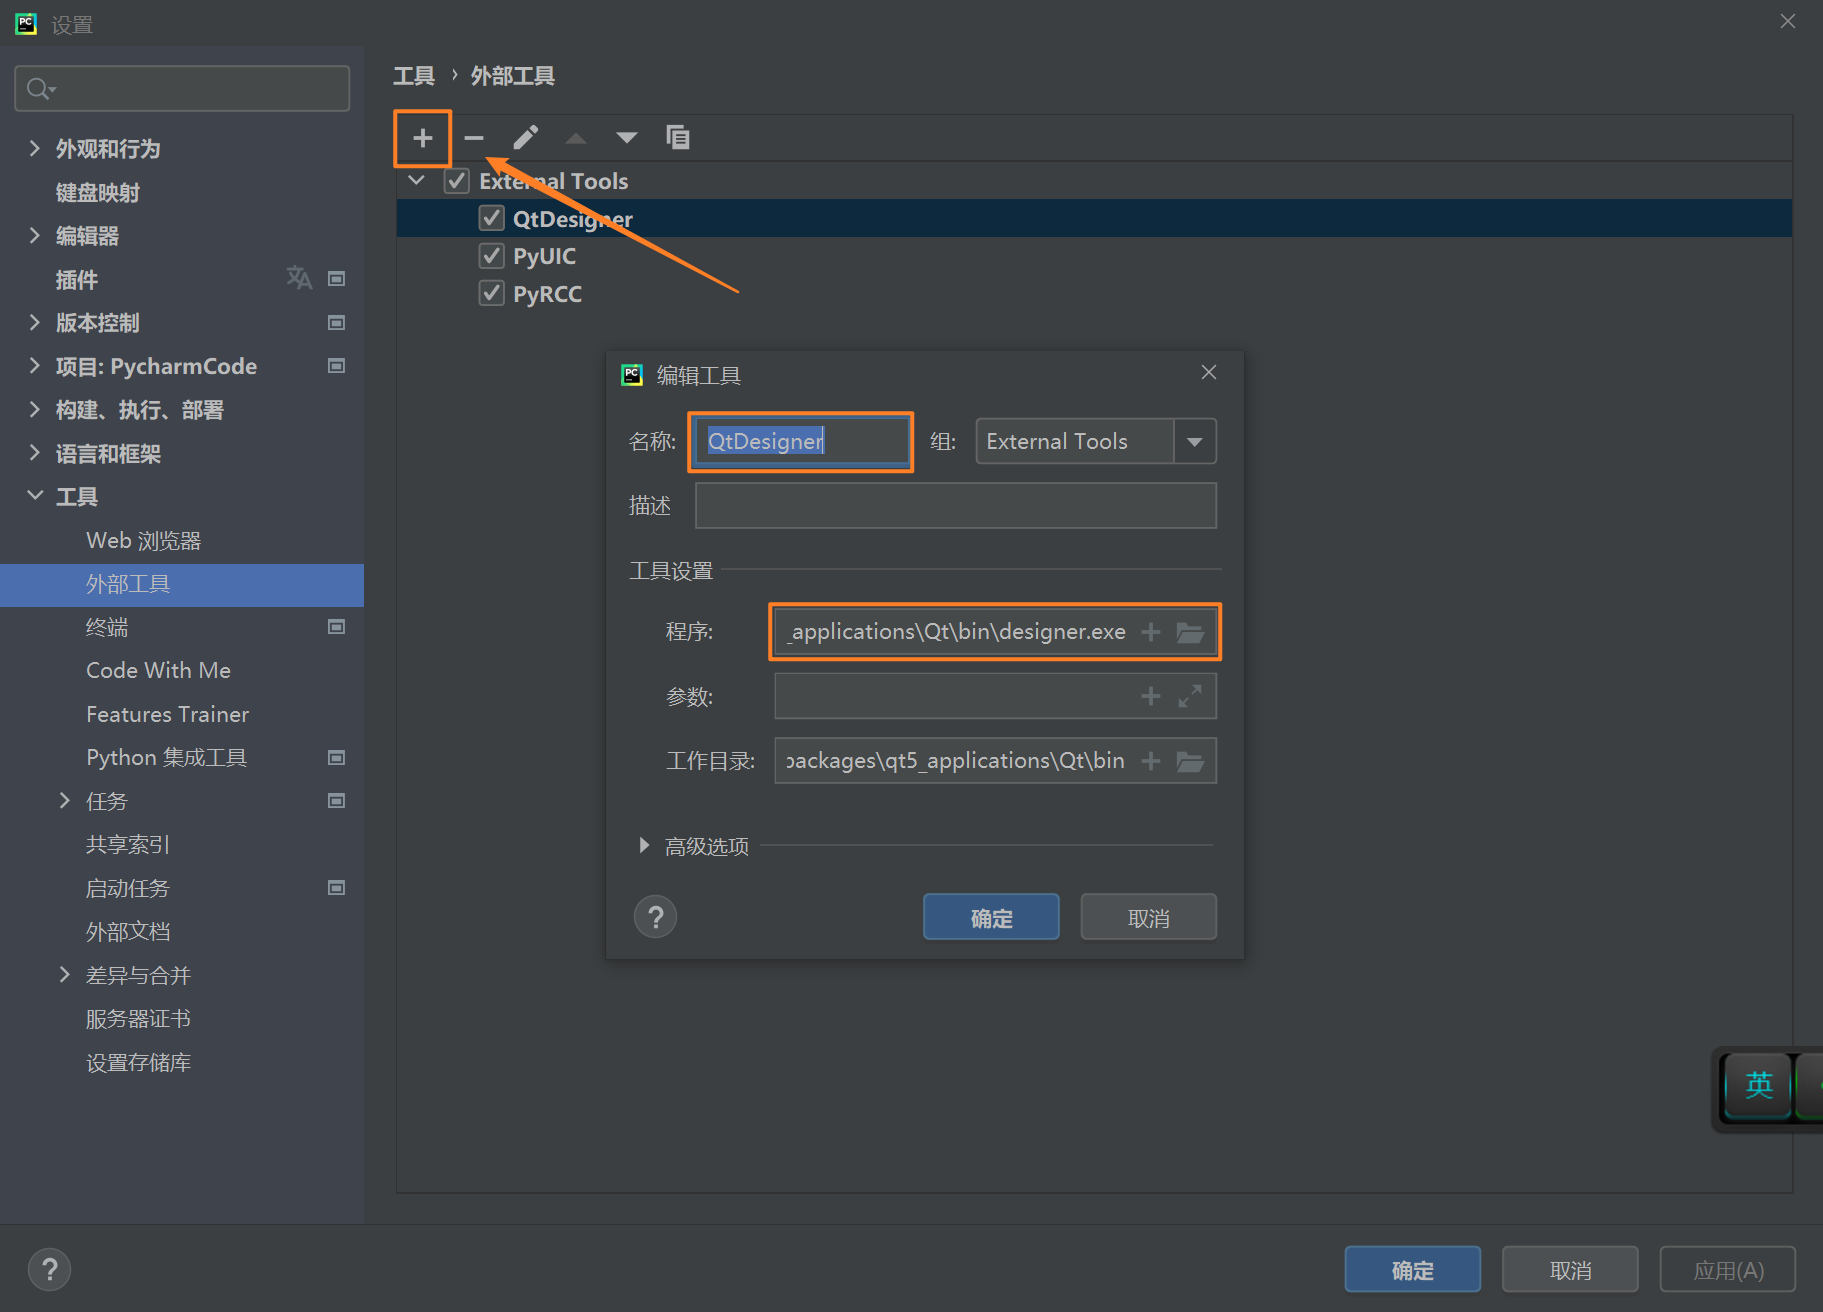 设置
外观和行为
键盘映射
编辑器
插件
版本控制
项目: PycharmCode
构建、执行、部署
语言和框架
工具
Web 浏览器
外部工具
终端
Code With Me
Features Trainer
Python 集成工具
任务
共享索引
启动任务
外部文档
差异与合并
服务器证书
设置存储库
工具 › 外部工具
External Tools
QtDesigner
PyUIC
PyRCC
编辑工具
名称: QtDesigner 组: External Tools
描述
工具设置
程序: _applications\Qt\bin\designer.exe
参数:
工作目录: packages\qt5_applications\Qt\bin
高级选项
? 确定 取消
英
? 确定 取消 应用(A)